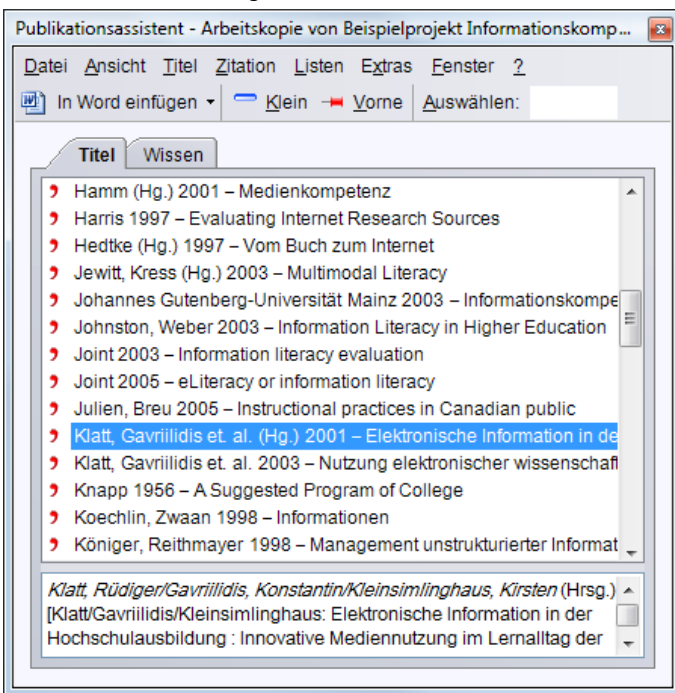 Publikationsassistent - Arbeitskopie von Beispielprojekt Informationskomp...
Datei Ansicht Titel Zitation Listen Extras Fenster ?
In Word einfügen Klein Vorne Auswählen:
Titel Wissen
Hamm (Hg.) 2001 – Medienkompetenz
Harris 1997 – Evaluating Internet Research Sources
Hedtke (Hg.) 1997 – Vom Buch zum Internet
Jewitt, Kress (Hg.) 2003 – Multimodal Literacy
Johannes Gutenberg-Universität Mainz 2003 – Informationskompe
Johnston, Weber 2003 – Information Literacy in Higher Education
Joint 2003 – Information literacy evaluation
Joint 2005 – eLiteracy or information literacy
Julien, Breu 2005 – Instructional practices in Canadian public
Klatt, Gavriilidis et. al. (Hg.) 2001 – Elektronische Information in de
Klatt, Gavriilidis et. al. 2003 – Nutzung elektronischer wissenschaft
Knapp 1956 – A Suggested Program of College
Koechlin, Zwaan 1998 – Informationen
Königer, Reithmayer 1998 – Management unstrukturierter Informat
Klatt, Rüdiger/Gavriilidis, Konstantin/Kleinsimlinghaus, Kirsten (Hrsg.)
[Klatt/Gavriilidis/Kleinsimlinghaus: Elektronische Information in der
Hochschulausbildung : Innovative Mediennutzung im Lernalltag der